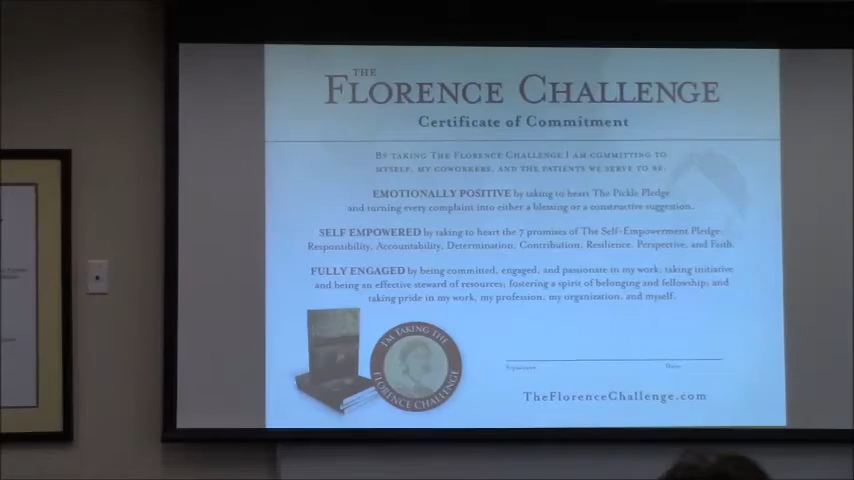 THE
FLORENCE CHALLENGE
Certificate of Commitment
BY TAKING THE FLORENCE CHALLENGE I AM COMMITTING TO
MYSELF, MY COWORKERS, AND THE PATIENTS WE SERVE TO BE:
EMOTIONALLY POSITIVE by taking to heart The Pickle Pledge
and turning every complaint into either a blessing or a constructive suggestion.
SELF EMPOWERED by taking to heart the 7 promises of The Self-Empowerment Pledge:
Responsibility, Accountability, Determination, Contribution, Resilience, Perspective, and Faith.
FULLY ENGAGED by being committed, engaged, and passionate in my work; taking initiative
and being an effective steward of resources; fostering a spirit of belonging and fellowship; and
taking pride in my work, my profession, my organization, and myself.
I'M TAKING THE
FLORENCE CHALLENGE
Signature Date
TheFlorenceChallenge.com